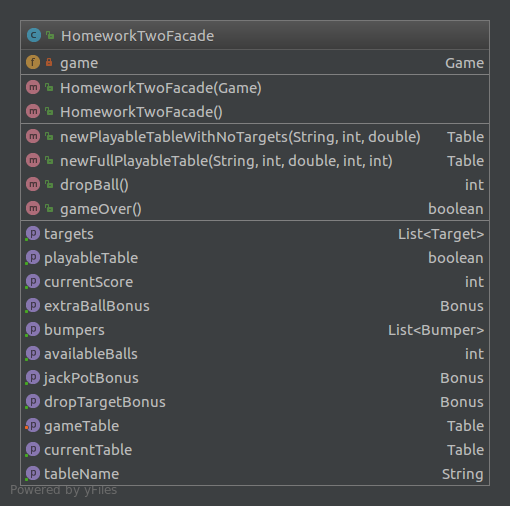 HomeworkTwoFacade
game Game
HomeworkTwoFacade(Game)
HomeworkTwoFacade()
newPlayableTableWithNoTargets(String, int, double) Table
newFullPlayableTable(String, int, double, int, int) Table
dropBall() int
gameOver() boolean
targets List<Target>
playableTable boolean
currentScore int
extraBallBonus Bonus
bumpers List<Bumper>
availableBalls int
jackPotBonus Bonus
dropTargetBonus Bonus
gameTable Table
currentTable Table
tableName String
Powered by yFiles